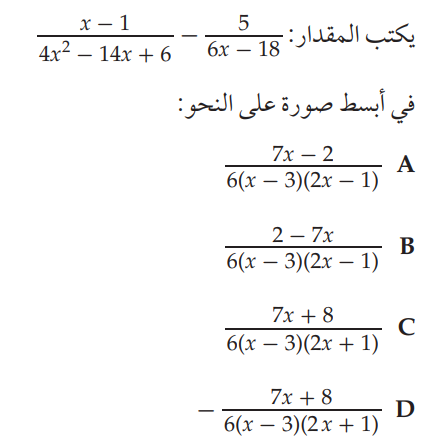 يكتب المقدار: \frac{x - 1}{4x^2 - 14x + 6} - \frac{5}{6x - 18}
في أبسط صورة على النحو:
A \frac{7x - 2}{6(x - 3)(2x - 1)}
B \frac{2 - 7x}{6(x - 3)(2x - 1)}
C \frac{7x + 8}{6(x - 3)(2x + 1)}
D - \frac{7x + 8}{6(x - 3)(2x + 1)}